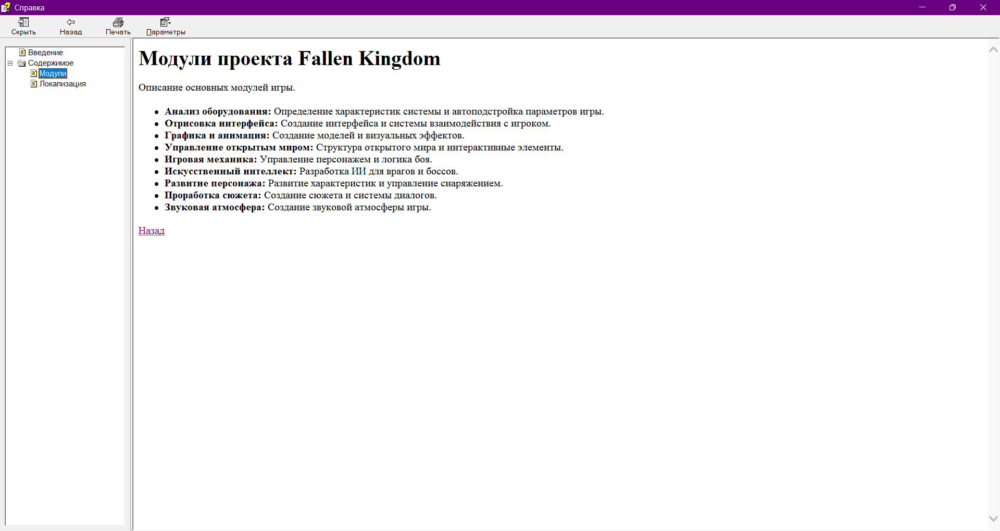 Справка
Скрыть
Назад
Печать
Параметры
Введение
Содержимое
Модули
Локализация
Модули проекта Fallen Kingdom
Описание основных модулей игры.
Анализ оборудования: Определение характеристик системы и автоподстройка параметров игры.
Отрисовка интерфейса: Создание интерфейса и системы взаимодействия с игроком.
Графика и анимация: Создание моделей и визуальных эффектов.
Управление открытым миром: Структура открытого мира и интерактивные элементы.
Игровая механика: Управление персонажем и логика боя.
Искусственный интеллект: Разработка ИИ для врагов и боссов.
Развитие персонажа: Развитие характеристик и управление снаряжением.
Проработка сюжета: Создание сюжета и системы диалогов.
Звуковая атмосфера: Создание звуковой атмосферы игры.
Назад